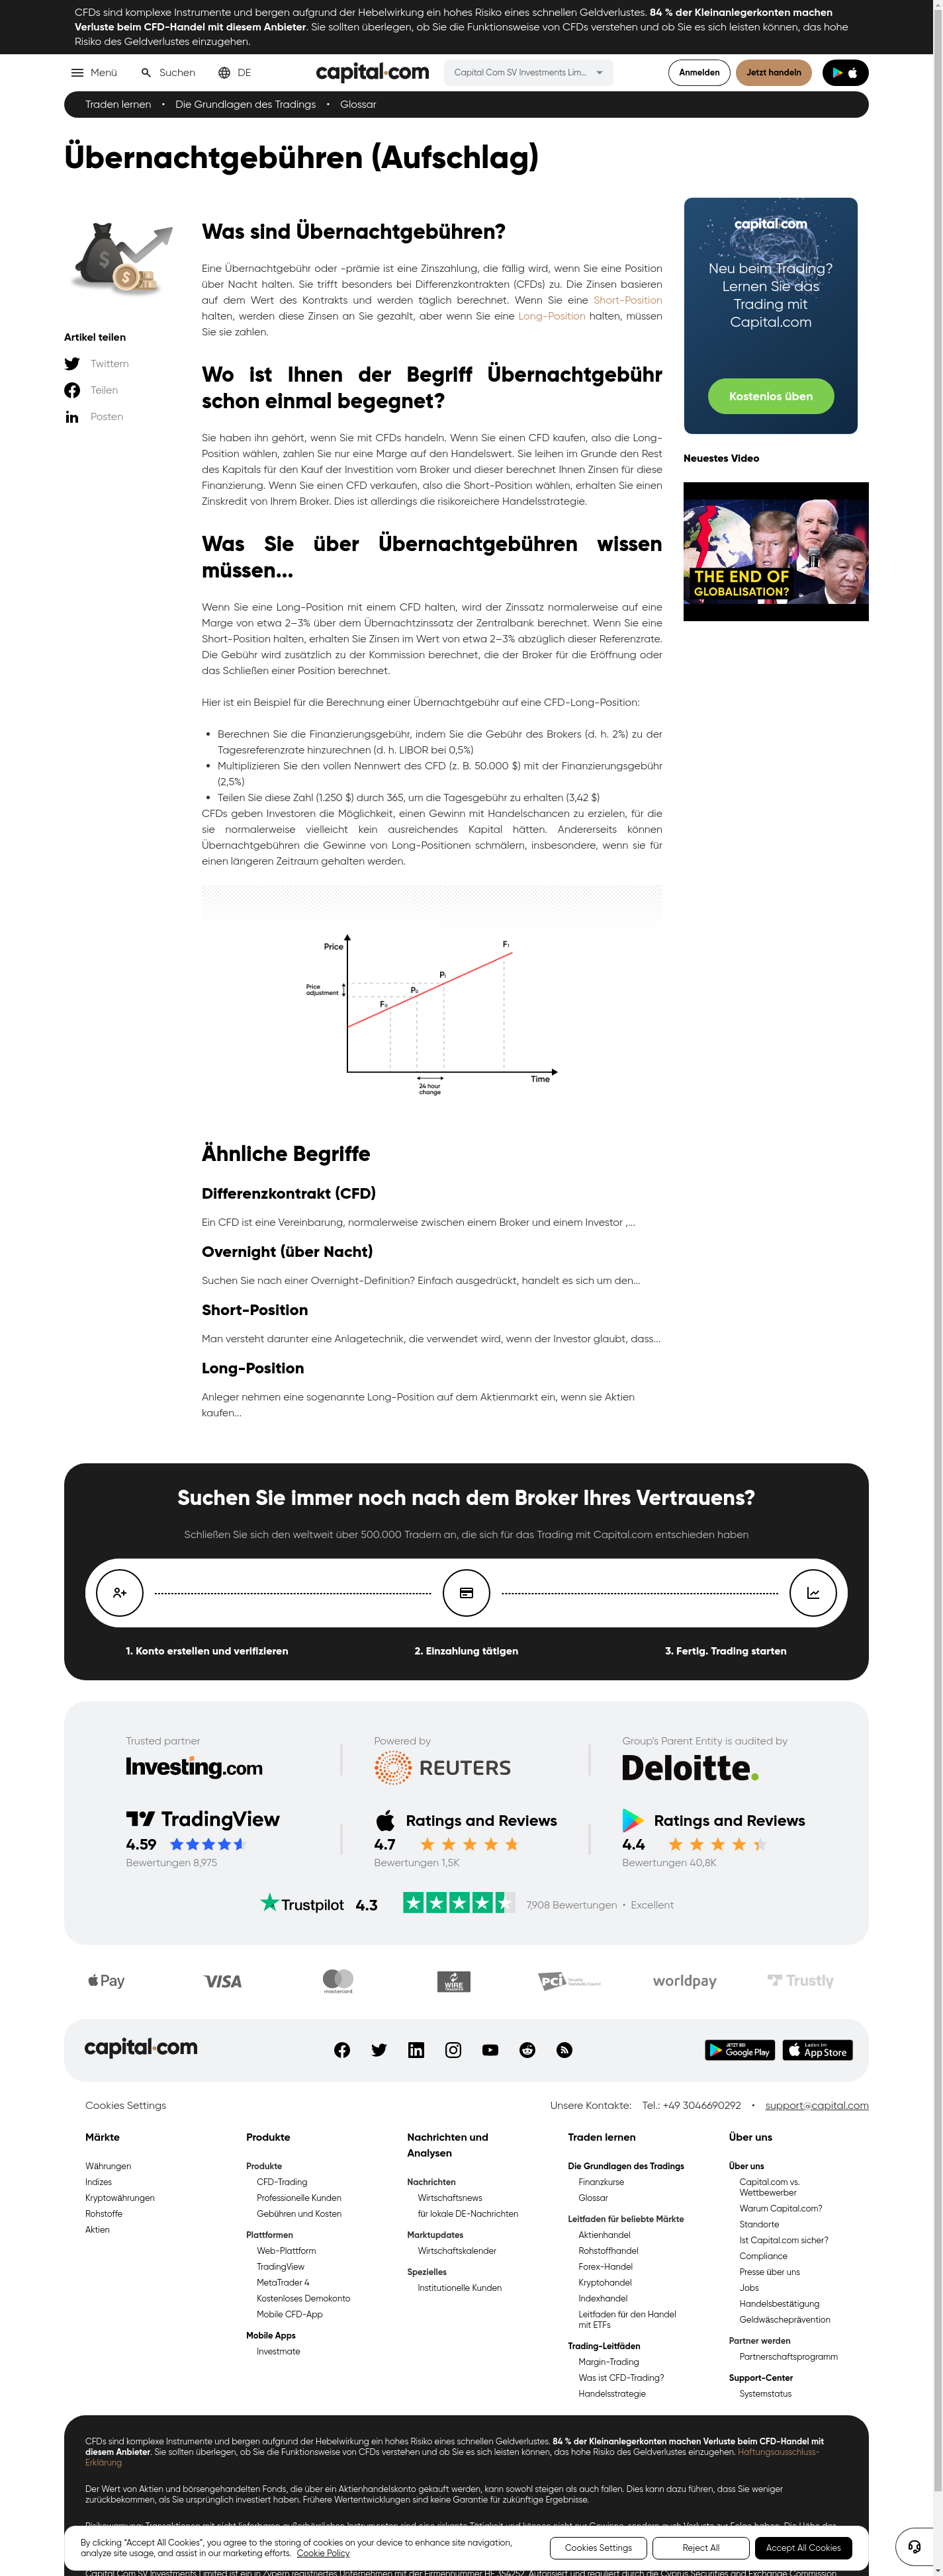 CFDs sind komplexe Instrumente und bergen aufgrund der Hebelwirkung ein hohes Risiko eines schnellen Geldverlustes. 84 % der Kleinanlegerkonten machen
Verluste beim CFD-Handel mit diesem Anbieter. Sie sollten überlegen, ob Sie die Funktionsweise von CFDs verstehen und ob Sie es sich leisten können, das hohe
Risiko des Geldverlustes einzugehen.
Menü
Suchen
DE
capital.com
Capital Com SV Investments Lim...
Anmelden
Jetzt handeln
Traden lernen • Die Grundlagen des Tradings • Glossar
Übernachtgebühren (Aufschlag)
Artikel teilen
Twittern
Teilen
Posten
Was sind Übernachtgebühren?
Eine Übernachtgebühr oder -prämie ist eine Zinszahlung, die fällig wird, wenn Sie eine Position
über Nacht halten. Sie trifft besonders bei Differenzkontrakten (CFDs) zu. Die Zinsen basieren
auf dem Wert des Kontrakts und werden täglich berechnet. Wenn Sie eine Short-Position
halten, werden diese Zinsen an Sie gezahlt, aber wenn Sie eine Long-Position halten, müssen
Sie sie zahlen.
Wo ist Ihnen der Begriff Übernachtgebühr
schon einmal begegnet?
Sie haben ihn gehört, wenn Sie mit CFDs handeln. Wenn Sie einen CFD kaufen, also die Long-
Position wählen, zahlen Sie nur eine Marge auf den Handelswert. Sie leihen im Grunde den Rest
des Kapitals für den Kauf der Investition vom Broker und dieser berechnet Ihnen Zinsen für diese
Finanzierung. Wenn Sie einen CFD verkaufen, also die Short-Position wählen, erhalten Sie einen
Zinskredit von Ihrem Broker. Dies ist allerdings die risikoreichere Handelsstrategie.
Was Sie über Übernachtgebühren wissen
müssen...
Wenn Sie eine Long-Position mit einem CFD halten, wird der Zinssatz normalerweise auf eine
Marge von etwa 2–3% über dem Übernachtzinssatz der Zentralbank berechnet. Wenn Sie eine
Short-Position halten, erhalten Sie Zinsen im Wert von etwa 2–3% abzüglich dieser Referenzrate.
Die Gebühr wird zusätzlich zu der Kommission berechnet, die der Broker für die Eröffnung oder
das Schließen einer Position berechnet.
Hier ist ein Beispiel für die Berechnung einer Übernachtgebühr auf eine CFD-Long-Position:
• Berechnen Sie die Finanzierungsgebühr, indem Sie die Gebühr des Brokers (d. h. 2%) zu der
Tagesreferenzrate hinzurechnen (d. h. LIBOR bei 0,5%)
• Multiplizieren Sie den vollen Nennwert des CFD (z. B. 50.000 $) mit der Finanzierungsgebühr
(2,5%)
• Teilen Sie diese Zahl (1.250 $) durch 365, um die Tagesgebühr zu erhalten (3,42 $)
CFDs geben Investoren die Möglichkeit, einen Gewinn mit Handelschancen zu erzielen, für die
sie normalerweise vielleicht kein ausreichendes Kapital hätten. Andererseits können
Übernachtgebühren die Gewinne von Long-Positionen schmälern, insbesondere, wenn sie für
einen längeren Zeitraum gehalten werden.
Price
F₁
P₁
Price
adjustment
P₀
F₀
Time
24 hour
change
capital.com
Neu beim Trading?
Lernen Sie das
Trading mit
Capital.com
Kostenlos üben
Neuestes Video
THE END OF
GLOBALISATION?
Ähnliche Begriffe
Differenzkontrakt (CFD)
Ein CFD ist eine Vereinbarung, normalerweise zwischen einem Broker und einem Investor ,...
Overnight (über Nacht)
Suchen Sie nach einer Overnight-Definition? Einfach ausgedrückt, handelt es sich um den...
Short-Position
Man versteht darunter eine Anlagetechnik, die verwendet wird, wenn der Investor glaubt, dass...
Long-Position
Anleger nehmen eine sogenannte Long-Position auf dem Aktienmarkt ein, wenn sie Aktien
kaufen...
Suchen Sie immer noch nach dem Broker Ihres Vertrauens?
Schließen Sie sich den weltweit über 500.000 Tradern an, die sich für das Trading mit Capital.com entschieden haben
1. Konto erstellen und verifizieren
2. Einzahlung tätigen
3. Fertig. Trading starten
Trusted partner
Investing.com
Powered by
REUTERS
Group's Parent Entity is audited by
Deloitte.
TradingView
4.59
Bewertungen 8,975
Ratings and Reviews
4.7
Bewertungen 1,5K
Ratings and Reviews
4.4
Bewertungen 40,8K
Trustpilot 4.3
7,908 Bewertungen • Excellent
Pay
VISA
mastercard
WIRE
TRANSFER
PCI Security
Standards Council
worldpay
Trustly
capital.com
JETZT BEI
Google Play
Laden im
App Store
Cookies Settings
Unsere Kontakte: Tel.: +49 3046690292 • support@capital.com
Märkte
Währungen
Indizes
Kryptowährungen
Rohstoffe
Aktien
Produkte
Produkte
CFD-Trading
Professionelle Kunden
Gebühren und Kosten
Plattformen
Web-Plattform
TradingView
MetaTrader 4
Kostenloses Demokonto
Mobile CFD-App
Mobile Apps
Investmate
Nachrichten und
Analysen
Nachrichten
Wirtschaftsnews
für lokale DE-Nachrichten
Marktupdates
Wirtschaftskalender
Spezielles
Institutionelle Kunden
Traden lernen
Die Grundlagen des Tradings
Finanzkurse
Glossar
Leitfaden für beliebte Märkte
Aktienhandel
Rohstoffhandel
Forex-Handel
Kryptohandel
Indexhandel
Leitfaden für den Handel
mit ETFs
Trading-Leitfäden
Margin-Trading
Was ist CFD-Trading?
Handelsstrategie
Über uns
Über uns
Capital.com vs.
Wettbewerber
Warum Capital.com?
Standorte
Ist Capital.com sicher?
Compliance
Presse über uns
Jobs
Handelsbestätigung
Geldwäscheprävention
Partner werden
Partnerschaftsprogramm
Support-Center
Systemstatus
CFDs sind komplexe Instrumente und bergen aufgrund der Hebelwirkung ein hohes Risiko eines schnellen Geldverlustes. 84 % der Kleinanlegerkonten machen Verluste beim CFD-Handel mit
diesem Anbieter. Sie sollten überlegen, ob Sie die Funktionsweise von CFDs verstehen und ob Sie es sich leisten können, das hohe Risiko des Geldverlustes einzugehen. Haftungsausschluss-
Erklärung
Der Wert von Aktien und börsengehandelten Fonds, die über ein Aktienhandelskonto gekauft werden, kann sowohl steigen als auch fallen. Dies kann dazu führen, dass Sie weniger
zurückbekommen, als Sie ursprünglich investiert haben. Frühere Wertentwicklungen sind keine Garantie für zukünftige Ergebnisse.
By clicking “Accept All Cookies”, you agree to the storing of cookies on your device to enhance site navigation,
analyze site usage, and assist in our marketing efforts. Cookie Policy
Cookies Settings
Reject All
Accept All Cookies
Capital Com SV Investments Limited ist ein in Zypern registriertes Unternehmen mit der Firmennummer HE 354252. Autorisiert und reguliert durch die Cyprus Securities and Exchange Commission